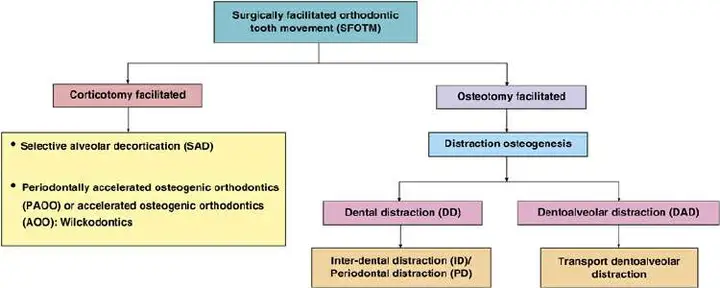 Surgically facilitated orthodontic
tooth movement (SFOTM)
Corticotomy facilitated
Osteotomy facilitated
• Selective alveolar decortication (SAD)
• Periodontally accelerated osteogenic orthodontics
(PAOO) or accelerated osteogenic orthodontics
(AOO): Wilckodontics
Distraction osteogenesis
Dental distraction (DD)
Dentoalveolar distraction (DAD)
Inter-dental distraction (ID)/
Periodontal distraction (PD)
Transport dentoalveolar
distraction